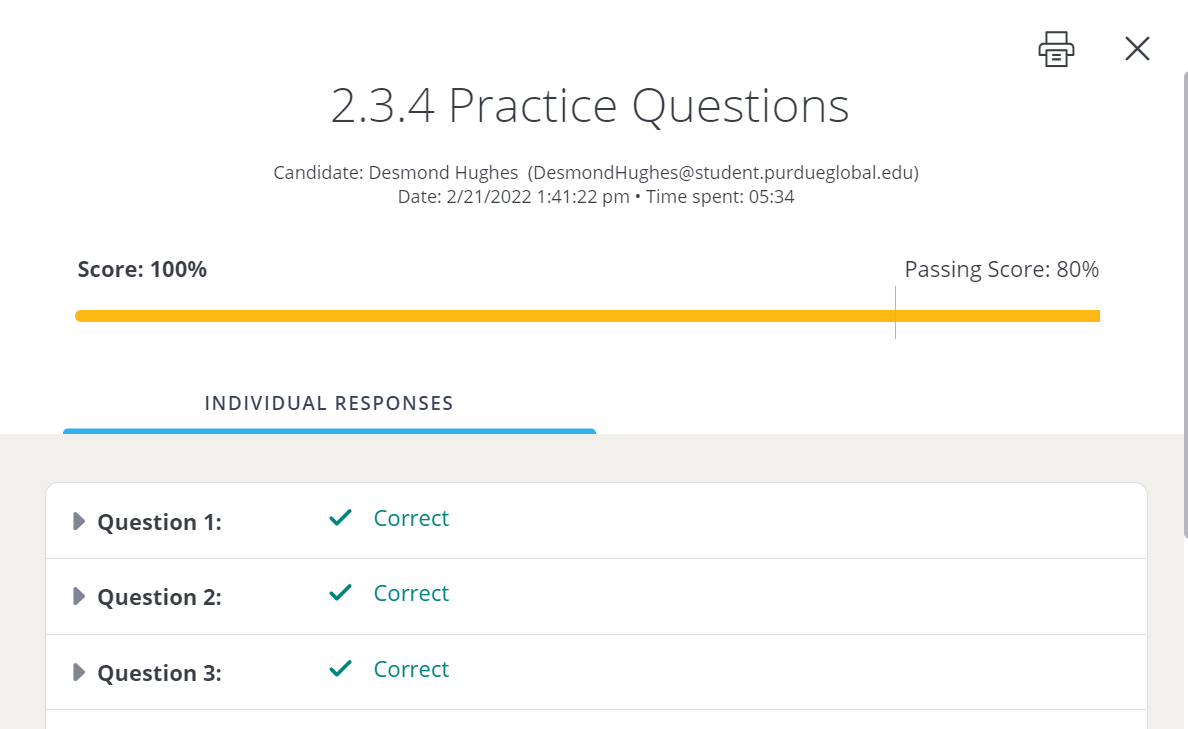 2.3.4 Practice Questions
Candidate: Desmond Hughes (DesmondHughes@student.purdueglobal.edu)
Date: 2/21/2022 1:41:22 pm • Time spent: 05:34
Score: 100% Passing Score: 80%
INDIVIDUAL RESPONSES
Question 1: Correct
Question 2: Correct
Question 3: Correct